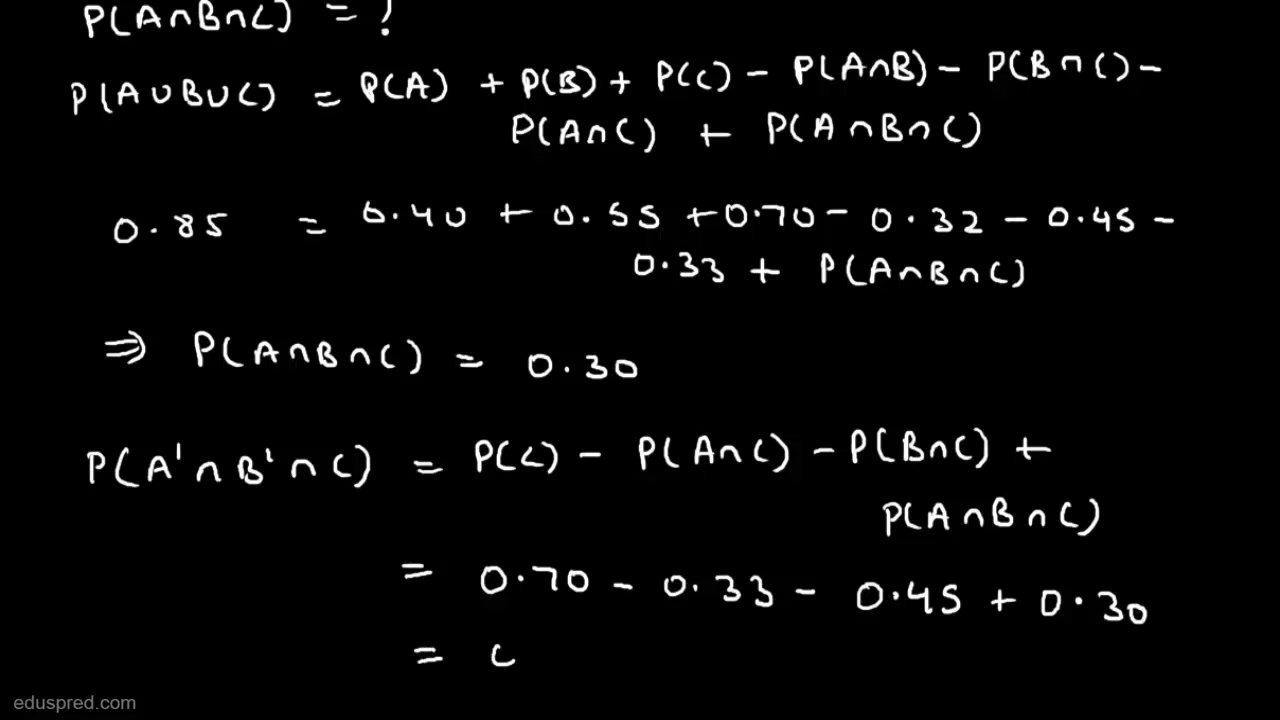 P(A∩B∩C) = ?
P(A∪B∪C) = P(A) + P(B) + P(C) - P(A∩B) - P(B∩C) -
P(A∩C) + P(A∩B∩C)
0.85 = 0.40 + 0.55 + 0.70 - 0.32 - 0.45 -
0.33 + P(A∩B∩C)
⇒ P(A∩B∩C) = 0.30
P(A'∩B'∩C) = P(C) - P(A∩C) - P(B∩C) +
P(A∩B∩C)
= 0.70 - 0.33 - 0.45 + 0.30
=
eduspred.com